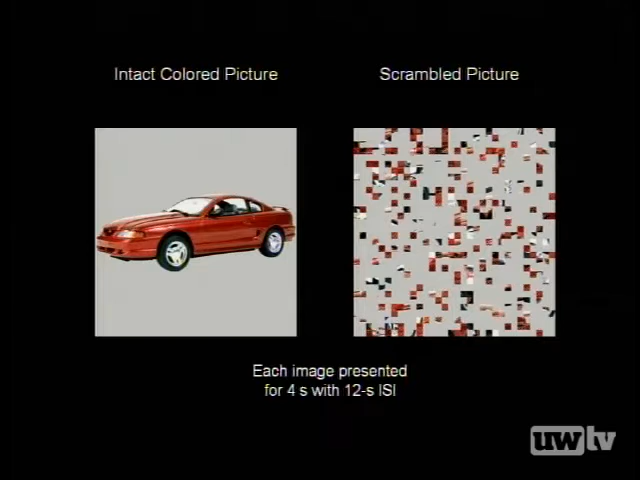 Intact Colored Picture
Scrambled Picture
Each image presented
for 4 s with 12-s ISI
uwtv